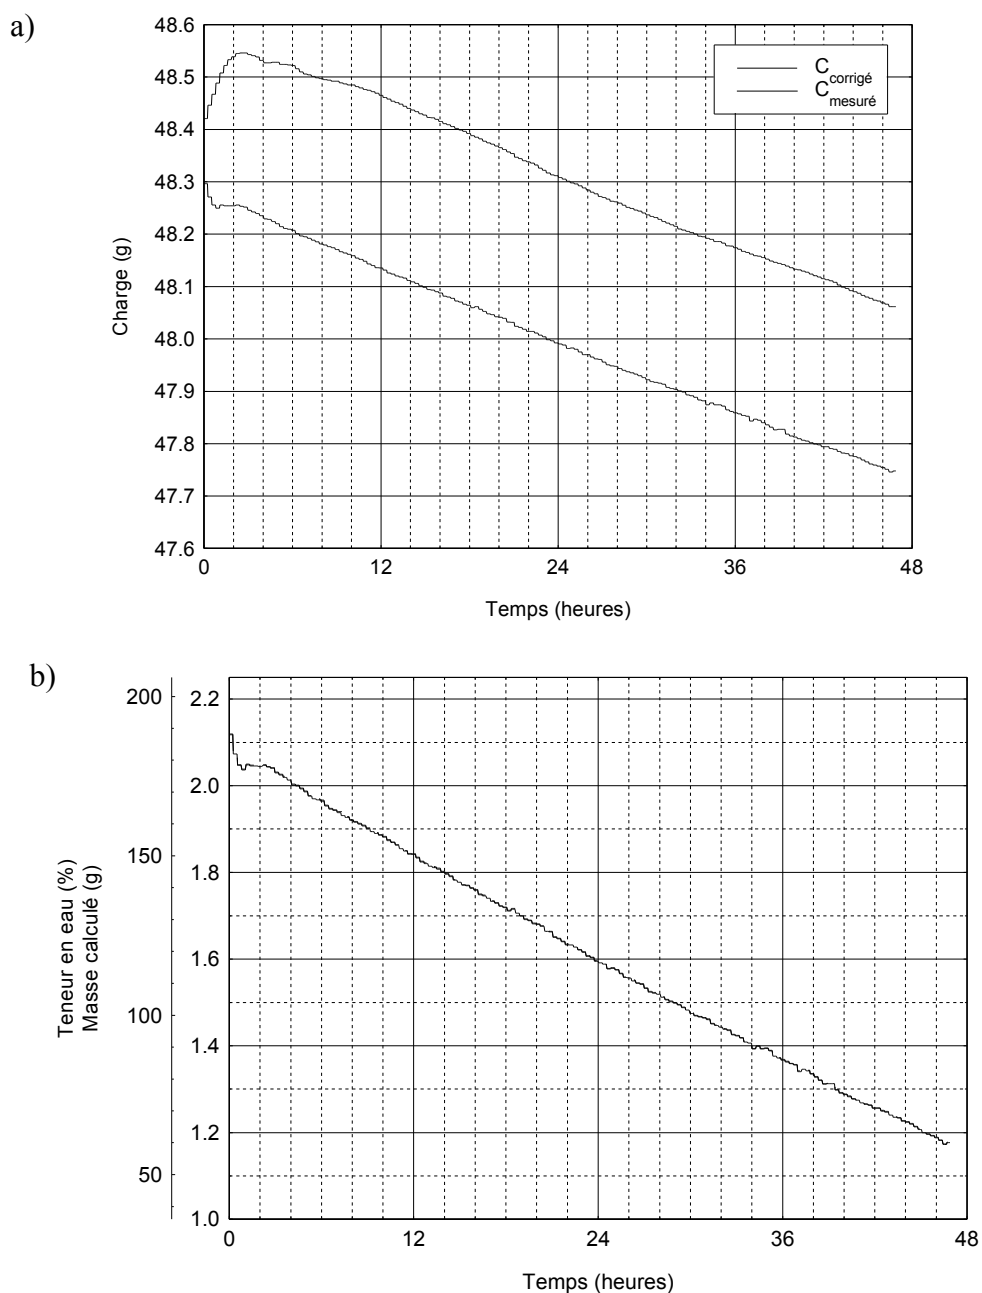 a)
48.6
48.5
48.4
48.3
48.2
48.1
48.0
47.9
47.8
47.7
47.6
Charge (g)
C corrigé
C mesuré
0 12 24 36 48
Temps (heures)
b)
200
150
100
50
2.2
2.0
1.8
1.6
1.4
1.2
1.0
Teneur en eau (%)
Masse calculé (g)
0 12 24 36 48
Temps (heures)